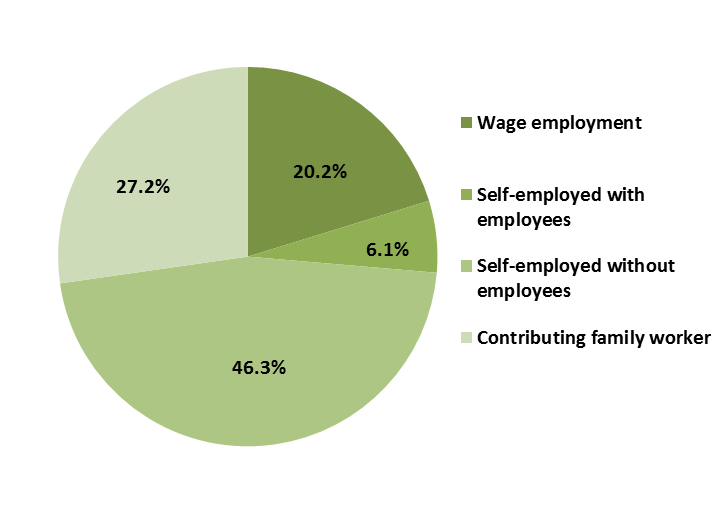 Wage employment
20.2%
27.2%
Self-employed with
employees
6.1%
Self-employed without
employees
Contributing family worker
46.3%